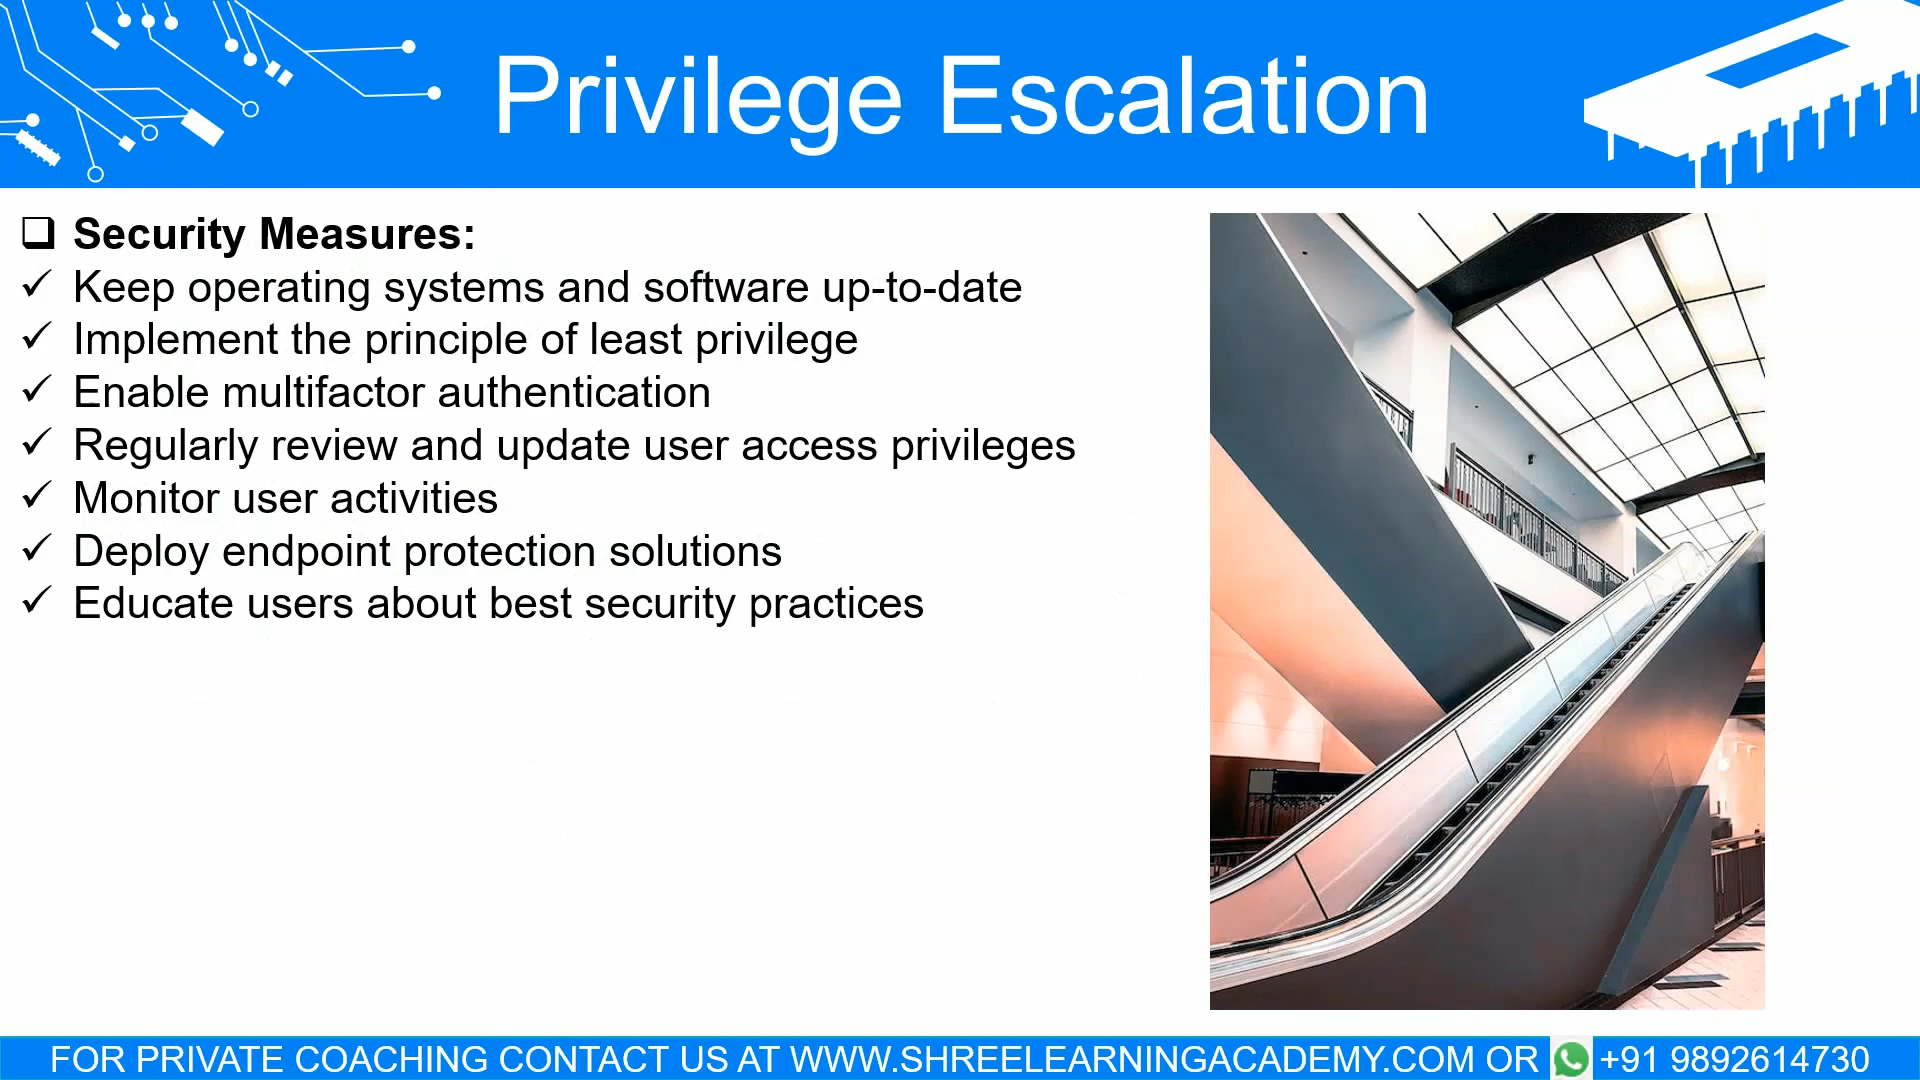 Privilege Escalation
Security Measures:
Keep operating systems and software up-to-date
Implement the principle of least privilege
Enable multifactor authentication
Regularly review and update user access privileges
Monitor user activities
Deploy endpoint protection solutions
Educate users about best security practices
FOR PRIVATE COACHING CONTACT US AT WWW.SHREELEARNINGACADEMY.COM OR +91 9892614730